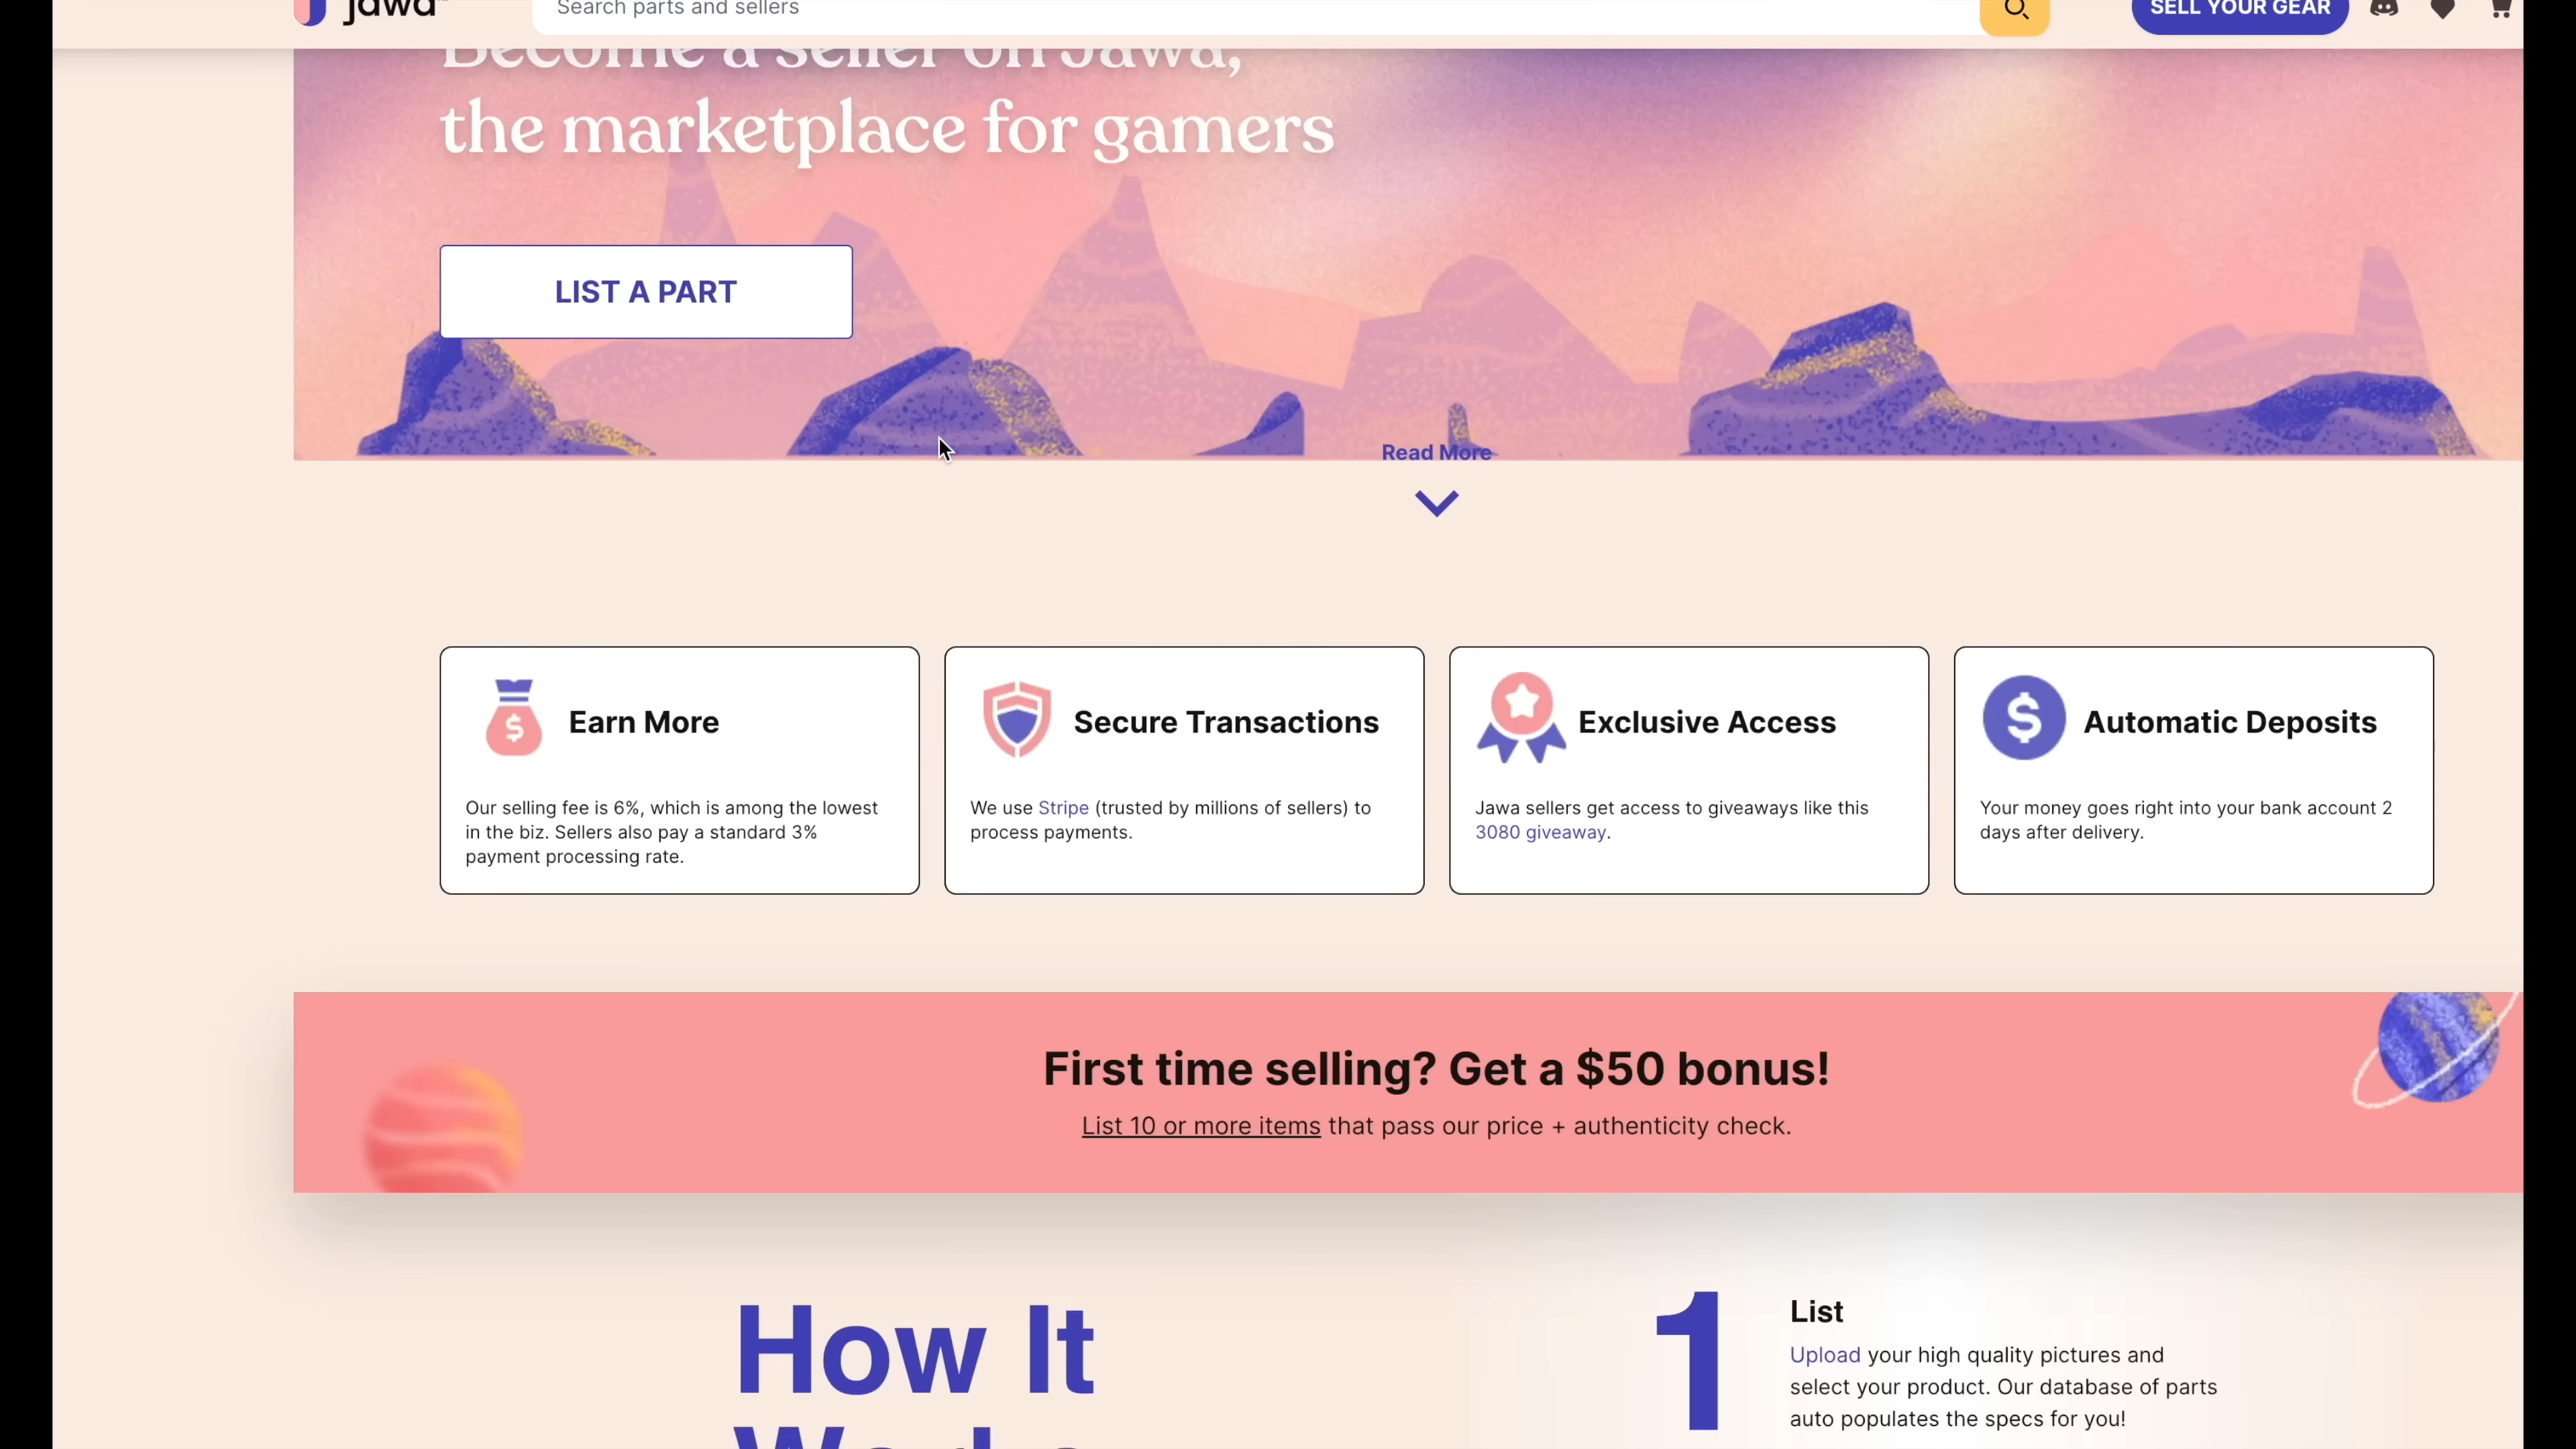 jawa
Search parts and sellers
SELL YOUR GEAR
Become a seller on Jawa,
the marketplace for gamers
LIST A PART
Read More
Earn More
Our selling fee is 6%, which is among the lowest
in the biz. Sellers also pay a standard 3%
payment processing rate.
Secure Transactions
We use Stripe (trusted by millions of sellers) to
process payments.
Exclusive Access
Jawa sellers get access to giveaways like this
3080 giveaway.
Automatic Deposits
Your money goes right into your bank account 2
days after delivery.
First time selling? Get a $50 bonus!
List 10 or more items that pass our price + authenticity check.
How It
Works
1
List
Upload your high quality pictures and
select your product. Our database of parts
auto populates the specs for you!